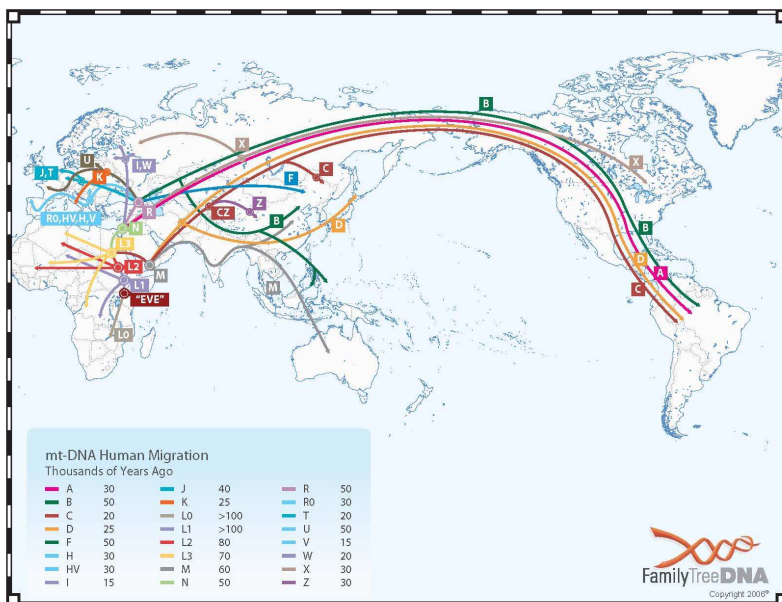 B
X
X
U
I,W
J,T
K
C
F
R
Z
CZ
R0,HV,H,V
B
D
B
N
L3
L2
M
D
A
L1
M
C
"EVE"
L0
mt-DNA Human Migration
Thousands of Years Ago
A 30 J 40 R 50
B 50 K 25 R0 30
C 20 L0 >100 T 20
D 25 L1 >100 U 50
F 50 L2 80 V 15
H 30 L3 70 W 20
HV 30 M 60 X 30
I 15 N 50 Z 30
FamilyTreeDNA
Copyright 2006®